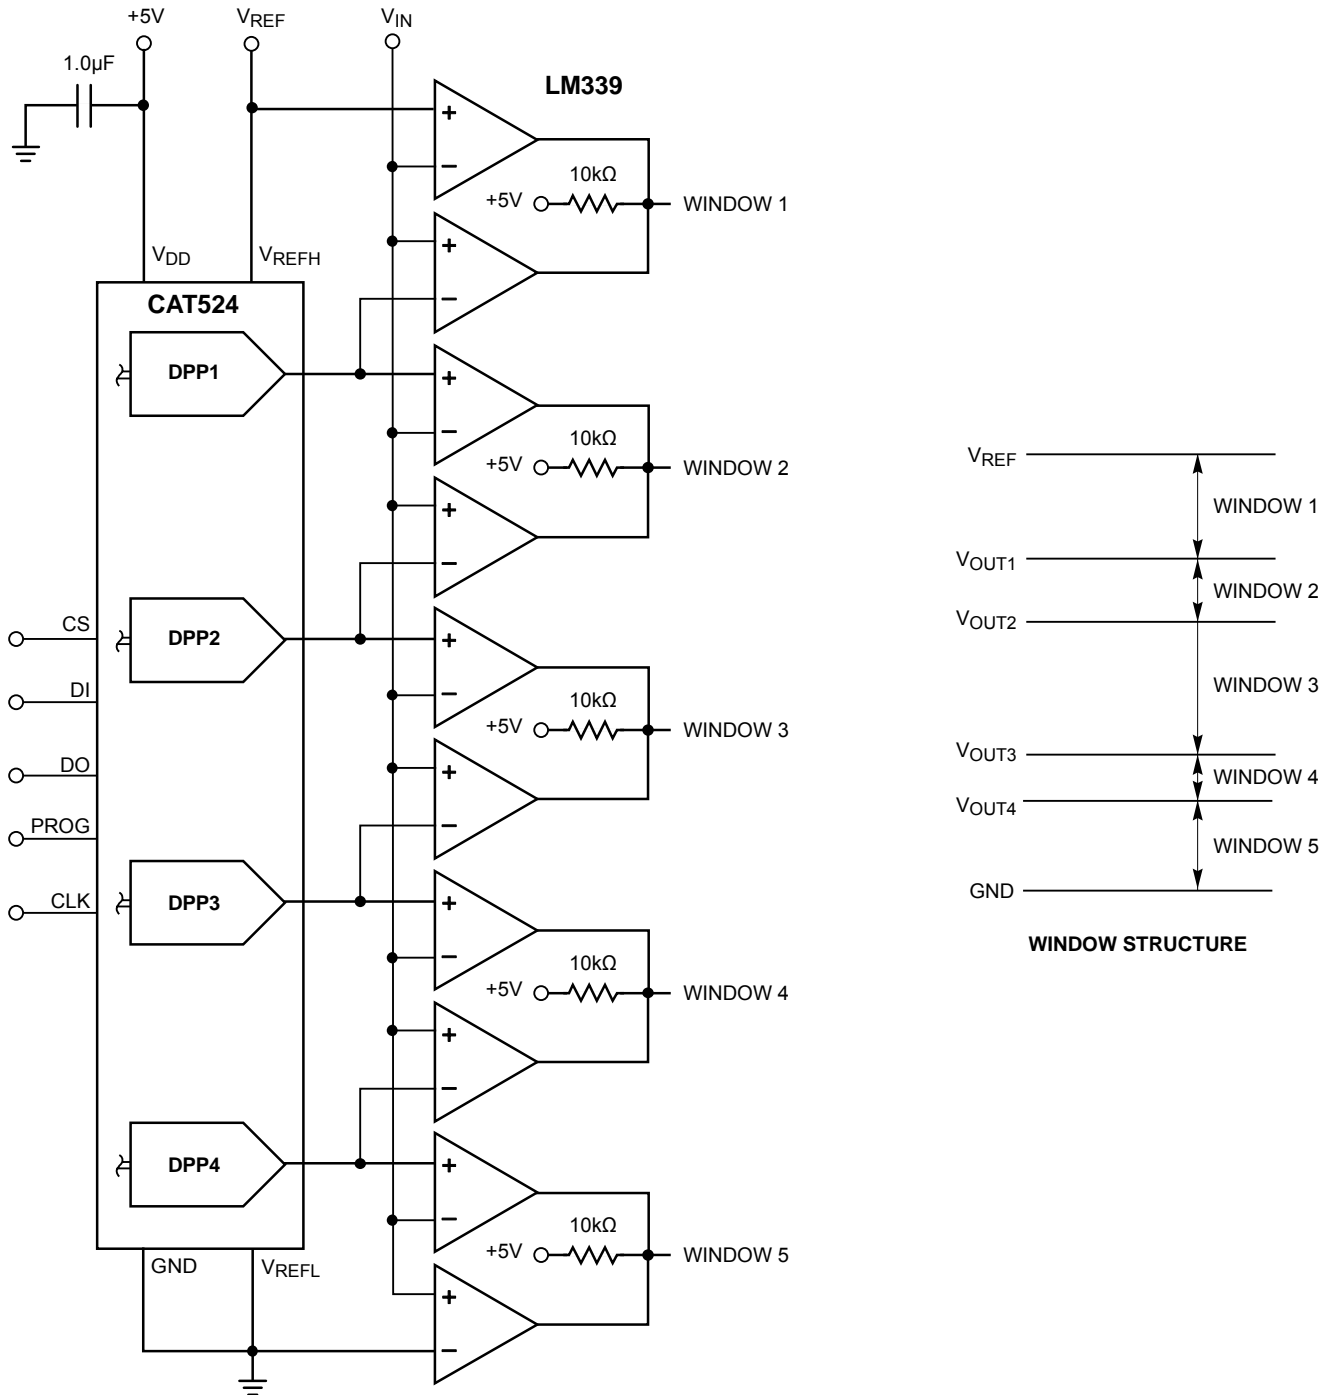 +5V
VREF
VIN
1.0µF
LM339
+
−
10kΩ
+5V
WINDOW 1
VDD
VREFH
+
−
CAT524
DPP1
+
−
10kΩ
+5V
WINDOW 2
+
−
DPP2
+
−
10kΩ
+5V
WINDOW 3
+
−
CS
DI
DO
PROG
CLK
DPP3
+
−
10kΩ
+5V
WINDOW 4
+
−
DPP4
+
−
10kΩ
+5V
WINDOW 5
+
−
GND
VREFL
VREF
WINDOW 1
VOUT1
WINDOW 2
VOUT2
WINDOW 3
VOUT3
WINDOW 4
VOUT4
WINDOW 5
GND
WINDOW STRUCTURE